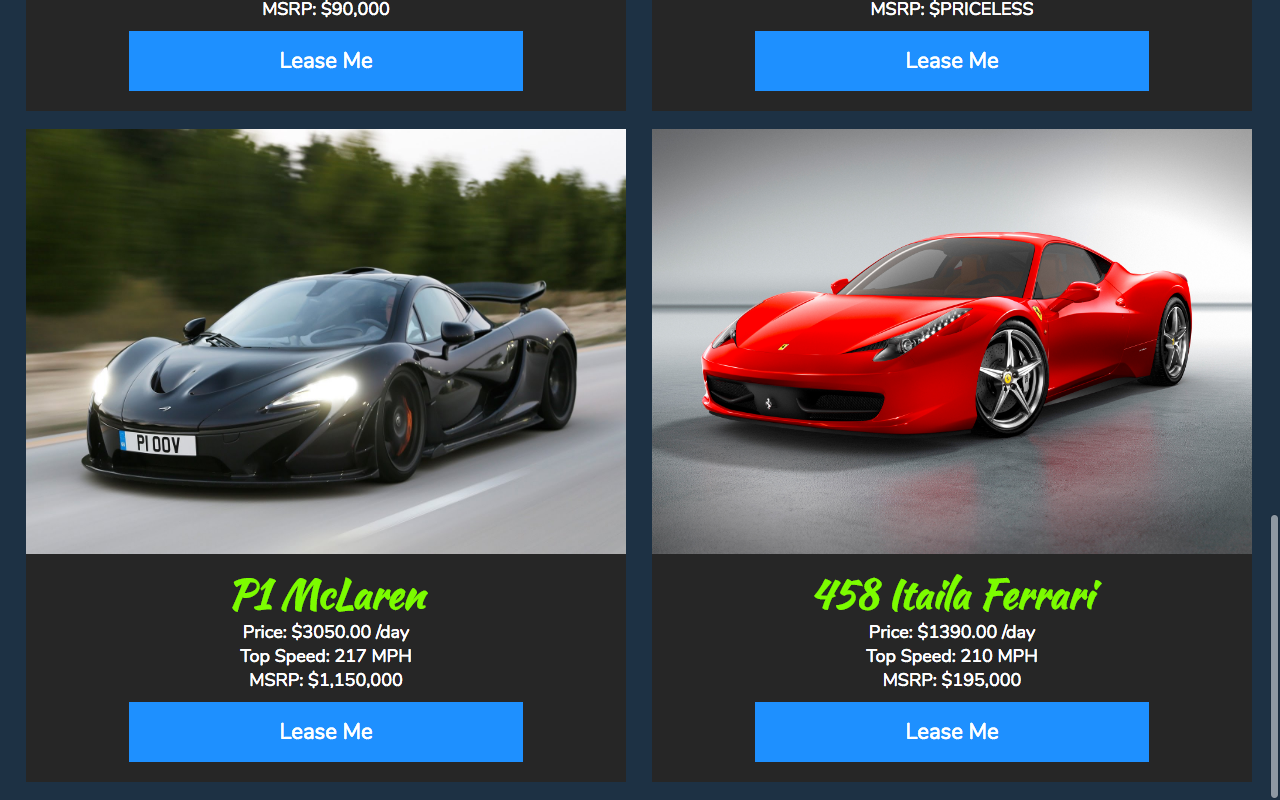 MSRP: $90,000
Lease Me
MSRP: $PRICELESS
Lease Me
P1 OOV
P1 McLaren
Price: $3050.00 /day
Top Speed: 217 MPH
MSRP: $1,150,000
Lease Me
458 Itaila Ferrari
Price: $1390.00 /day
Top Speed: 210 MPH
MSRP: $195,000
Lease Me